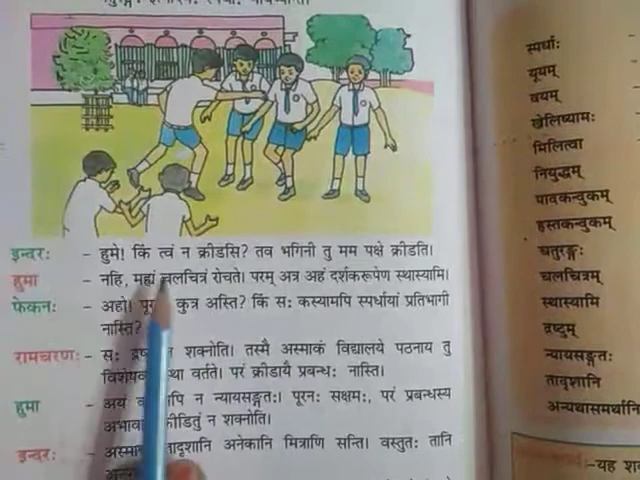 इन्दरः - हुमे! किं त्वं न क्रीडसि? तव भगिनी तु मम पक्षे क्रीडति।
हुमा - नहि, मह्यं चलचित्रं रोचते। परम् अत्र अहं दर्शकरूपेण स्थास्यामि।
फेकनः - अहो! कुत्र अस्ति? किं सः कस्यामपि स्पर्धायां प्रतिभागी
नास्ति?
रामचरणः - सः न शक्नोति। तस्मै अस्माकं विद्यालये पठनाय तु
वर्तते। परं क्रीडायै प्रबन्धः नास्ति।
हुमा - अयं न न्यायसङ्गतः। पूरनः सक्षमः, परं प्रबन्धस्य
न शक्नोति।
इन्दरः - अनेकानि मित्राणि सन्ति। वस्तुतः तानि
स्पर्धाः
यूयम्
वयम्
खेलिष्यामः
मिलित्वा
नियुद्धम्
पादकन्दुकम्
हस्तकन्दुकम्
चतुरङ्गः
चलचित्रम्
स्थास्यामि
द्रष्टुम्
न्यायसङ्गतः
तादृशानि
अन्यथासमर्थानि
-यह